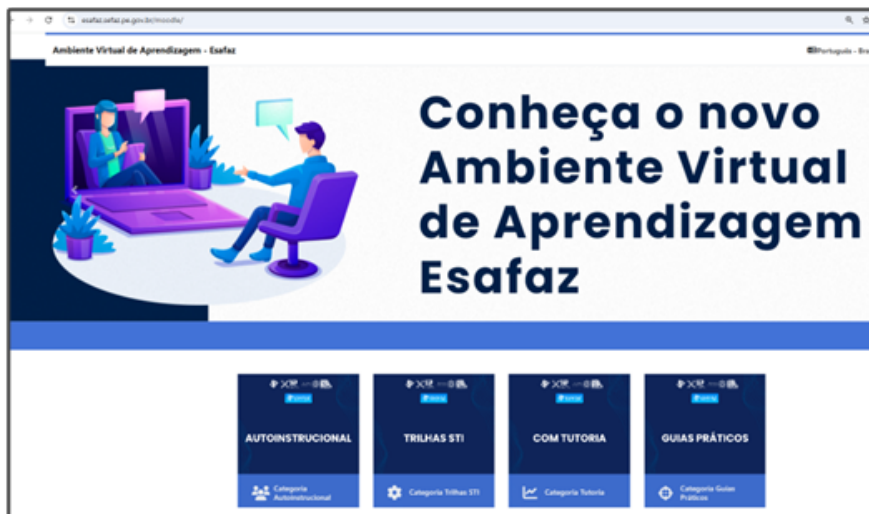 esafaz.sefaz.pe.gov.br/moodle/
Ambiente Virtual de Aprendizagem - Esafaz
Português - Bra
Conheça o novo
Ambiente Virtual
de Aprendizagem
Esafaz
AUTOINSTRUCIONAL
TRILHAS STI
COM TUTORIA
GUIAS PRÁTICOS
Categoria
Autoinstrucional
Categoria Trilhas STI
Categoria Tutoria
Categoria Guias
Práticos